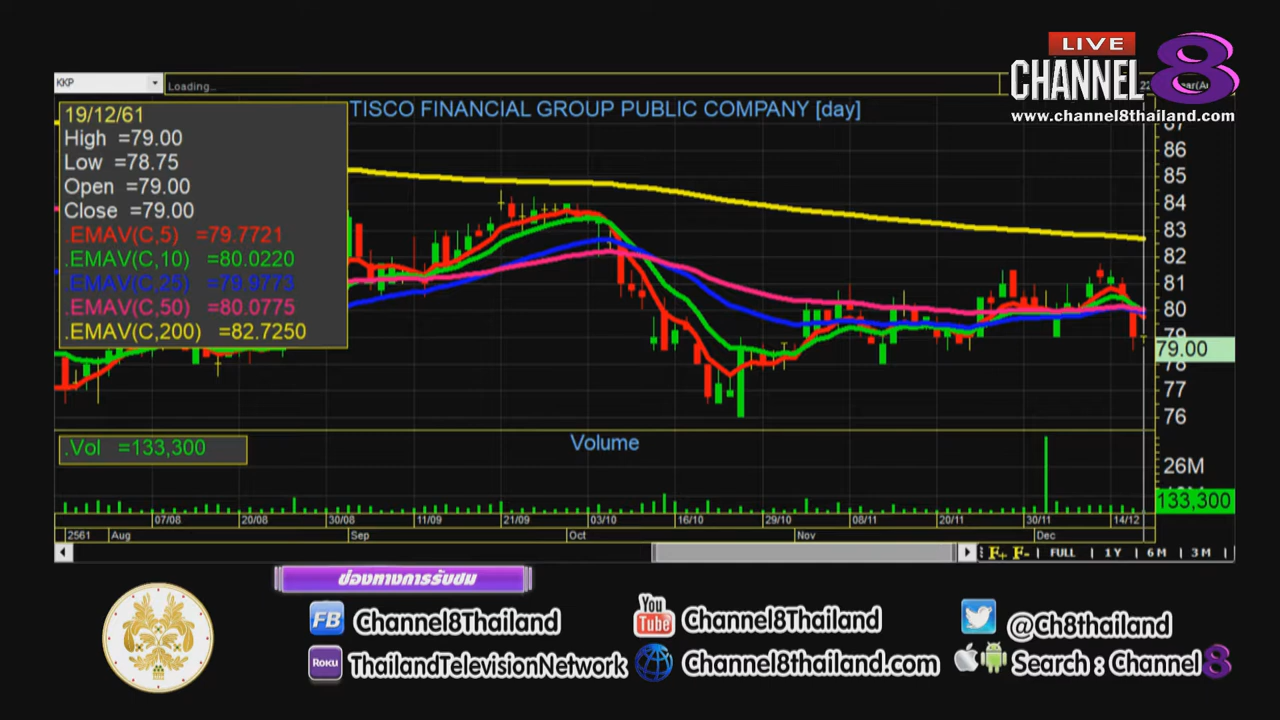 LIVE
CHANNEL 8
www.channel8thailand.com
KKP
Loading...
TISCO FINANCIAL GROUP PUBLIC COMPANY [day]
19/12/61
High =79.00
Low =78.75
Open =79.00
Close =79.00
.EMAV(C,5) =79.7721
.EMAV(C,10) =80.0220
.EMAV(C,25) =79.9773
.EMAV(C,50) =80.0775
.EMAV(C,200) =82.7250
87
86
85
84
83
82
81
80
79
79.00
78
77
76
.Vol =133,300
Volume
26M
133,300
07/08 20/08 30/08 11/09 21/09 03/10 16/10 29/10 08/11 20/11 30/11 14/12
2561 Aug Sep Oct Nov Dec
F+ F- FULL 1Y 6M 3M
ช่องทางการรับชม
FB Channel8Thailand
You Tube Channel8Thailand
@Ch8thailand
Roku ThailandTelevisionNetwork
Channel8thailand.com
Search : Channel 8